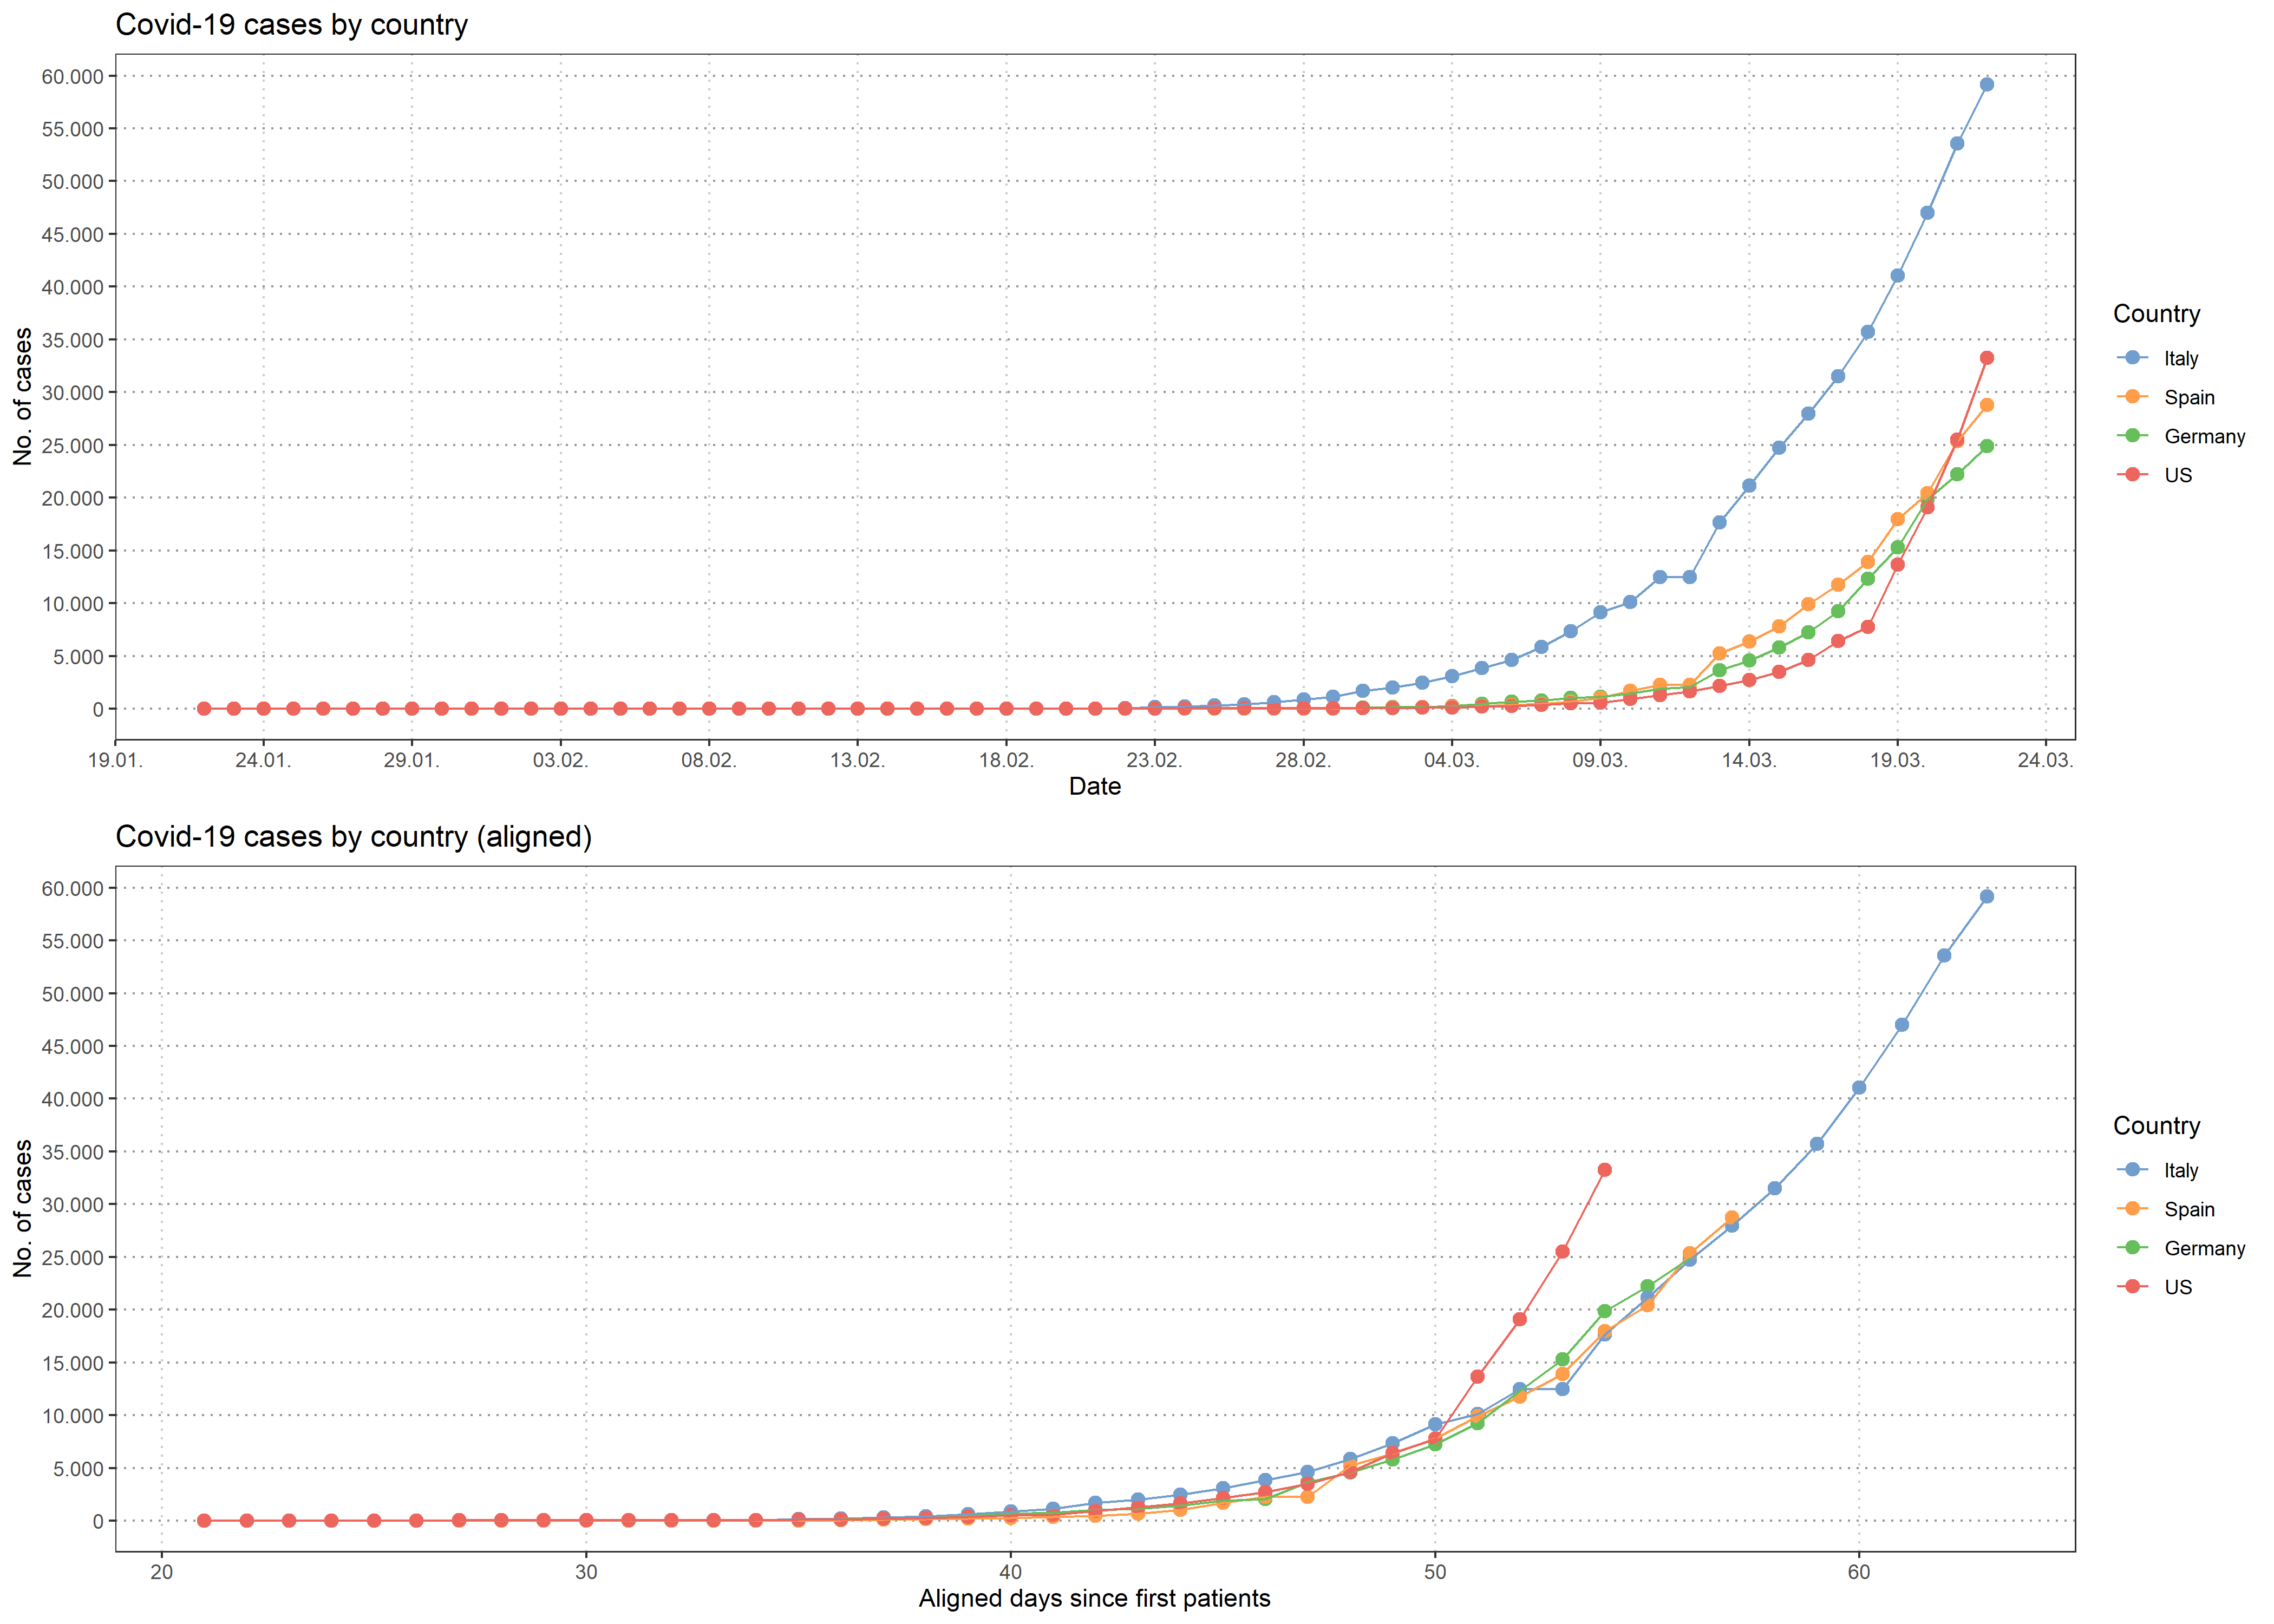 Covid-19 cases by country
No. of cases
60.000
55.000
50.000
45.000
40.000
35.000
30.000
25.000
20.000
15.000
10.000
5.000
0
19.01. 24.01. 29.01. 03.02. 08.02. 13.02. 18.02. 23.02. 28.02. 04.03. 09.03. 14.03. 19.03. 24.03.
Date
Country
Italy
Spain
Germany
US
Covid-19 cases by country (aligned)
No. of cases
60.000
55.000
50.000
45.000
40.000
35.000
30.000
25.000
20.000
15.000
10.000
5.000
0
20 30 40 50 60
Aligned days since first patients
Country
Italy
Spain
Germany
US